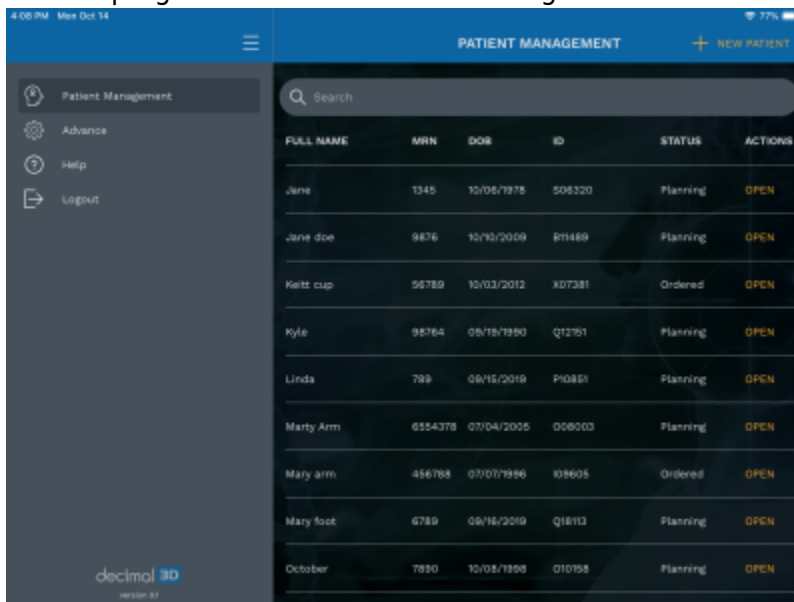 4:06 PM Mon Oct 14 77%
PATIENT MANAGEMENT + NEW PATIENT
Patient Management
Advance
Help
Logout
Search
FULL NAME MRN DOB ID STATUS ACTIONS
Jane 1345 10/06/1978 S06320 Planning OPEN
Jane doe 9876 10/10/2009 B11489 Planning OPEN
Keitt cup 56789 10/03/2012 X07381 Ordered OPEN
Kyle 98764 09/19/1990 Q12151 Planning OPEN
Linda 789 09/15/2019 P10851 Planning OPEN
Marty Arm 6554378 07/04/2005 O08003 Planning OPEN
Mary arm 456788 07/07/1996 I09605 Ordered OPEN
Mary foot 6789 09/16/2019 Q18113 Planning OPEN
October 7890 10/08/1998 O10158 Planning OPEN
decimal 3D
version